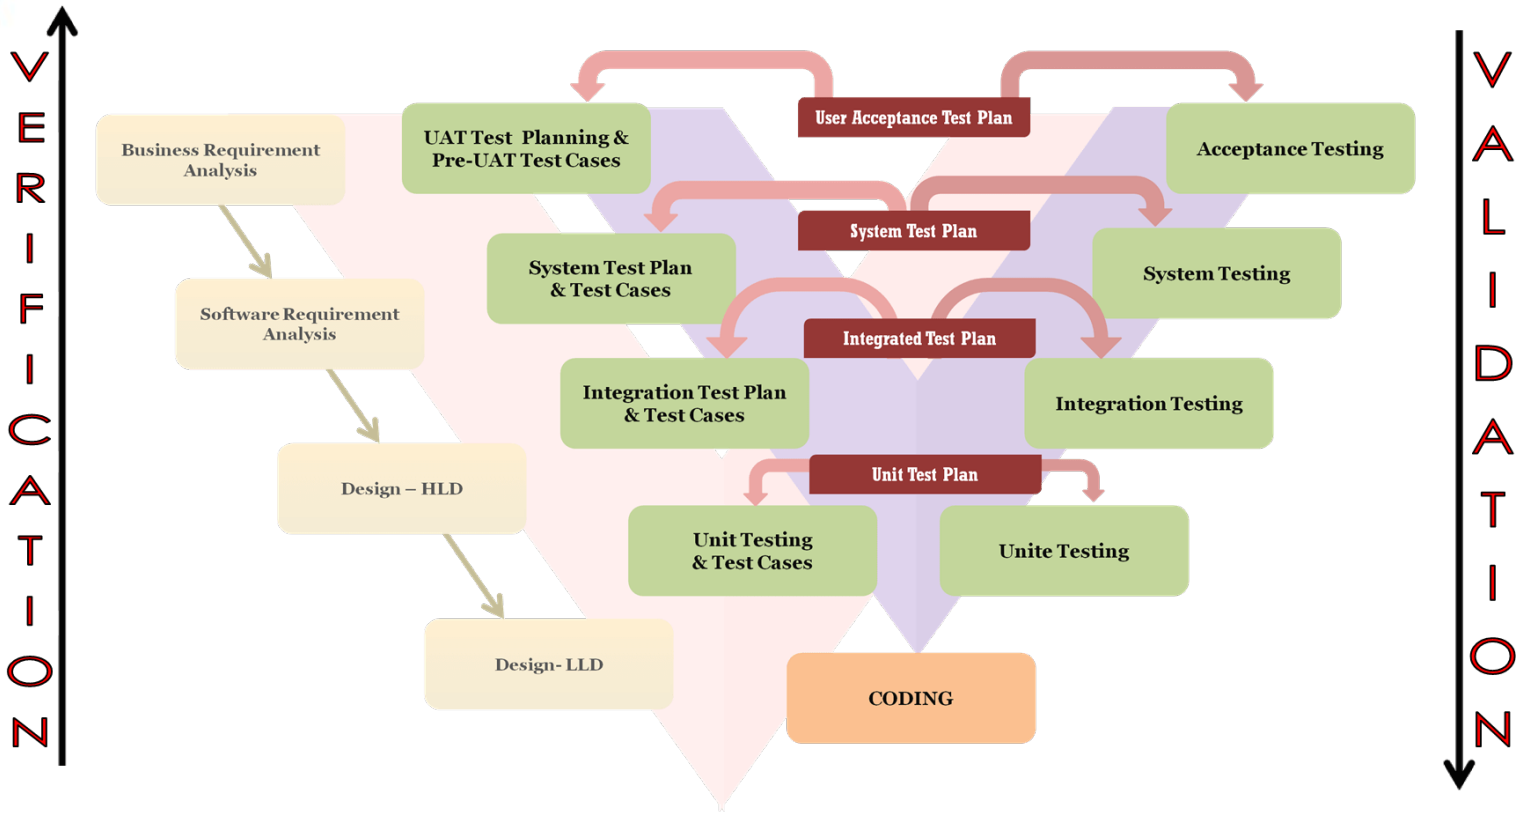 VERIFICATION
Business Requirement
Analysis
Software Requirement
Analysis
Design – HLD
Design- LLD
UAT Test Planning &
Pre-UAT Test Cases
System Test Plan
& Test Cases
Integration Test Plan
& Test Cases
Unit Testing
& Test Cases
User Acceptance Test Plan
System Test Plan
Integrated Test Plan
Unit Test Plan
CODING
Acceptance Testing
System Testing
Integration Testing
Unite Testing
VALIDATION